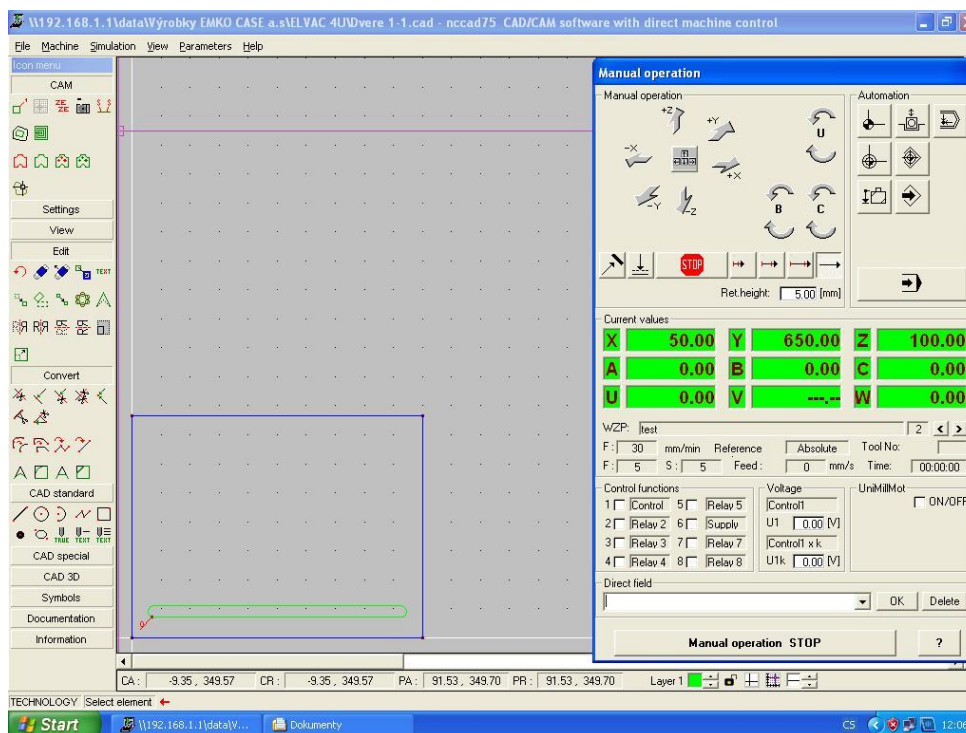 \\192.168.1.1\data\Výrobky EMKO CASE a.s\ELVAC 4U\Dvere 1-1.cad - nccad75 CAD/CAM software with direct machine control
File Machine Simulation View Parameters Help
Icon menu
CAM
Settings
View
Edit
TEXT
Convert
CAD standard
TRUE TEXT TEXT
CAD special
CAD 3D
Symbols
Documentation
Information
Manual operation
Manual operation
+Z
+Y
-X
+X
-Y
-Z
U
B
C
STOP
Ret.height: 5.00 [mm]
Automation
Current values
X 50.00 Y 650.00 Z 100.00
A 0.00 B 0.00 C 0.00
U 0.00 V ---.-- W 0.00
WZP: test 2 < >
F: 30 mm/min Reference Absolute Tool No:
F: 5 S: 5 Feed: 0 mm/s Time: 00:00:00
Control functions
1 Control 5 Relay 5
2 Relay 2 6 Supply
3 Relay 3 7 Relay 7
4 Relay 4 8 Relay 8
Voltage
Control1
U1 0.00 [V]
Control1 x k
U1k 0.00 [V]
UniMillMot
ON/OFF
Direct field
OK Delete
Manual operation STOP ?
CA: -9.35 , 349.57 CR: -9.35 , 349.57 PA: 91.53 , 349.70 PR: 91.53 , 349.70 Layer 1
TECHNOLOGY Select element
Start \\192.168.1.1\data\V... Dokumenty CS 12:06